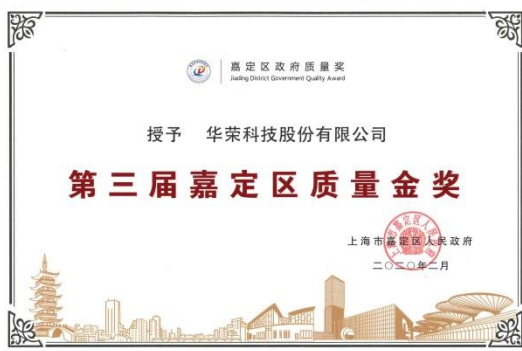 嘉定区政府质量奖
Jiading District Government Quality Award
授予 华荣科技股份有限公司
第三届嘉定区质量金奖
上海市嘉定区人民政府
二〇二〇年二月